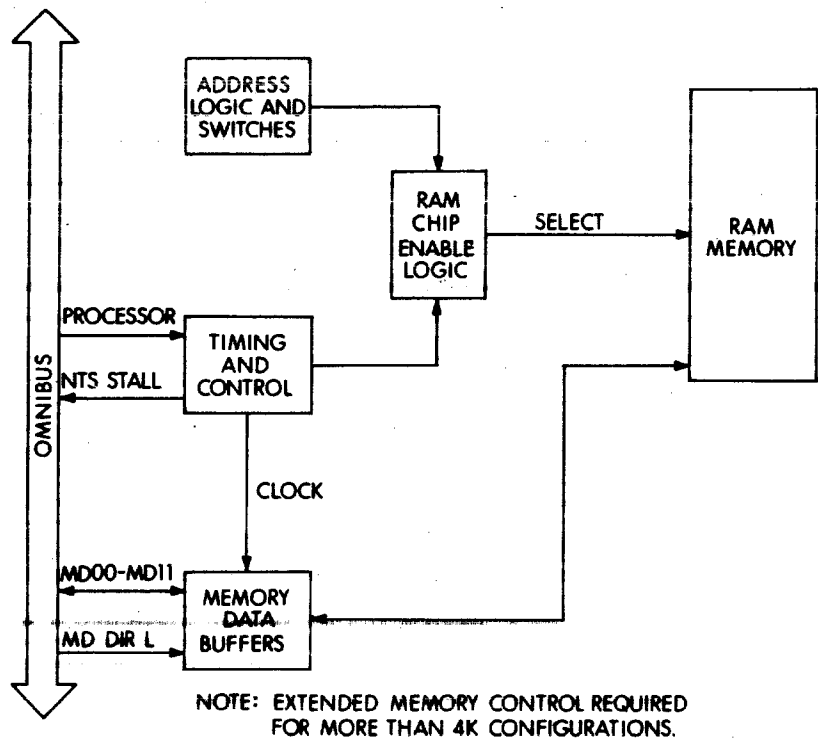 ADDRESS
LOGIC AND
SWITCHES
RAM
CHIP
ENABLE
LOGIC
SELECT
RAM
MEMORY
OMNIBUS
PROCESSOR
NTS STALL
TIMING
AND
CONTROL
CLOCK
MD00-MD11
MD DIR L
MEMORY
DATA
BUFFERS
NOTE: EXTENDED MEMORY CONTROL REQUIRED
FOR MORE THAN 4K CONFIGURATIONS.